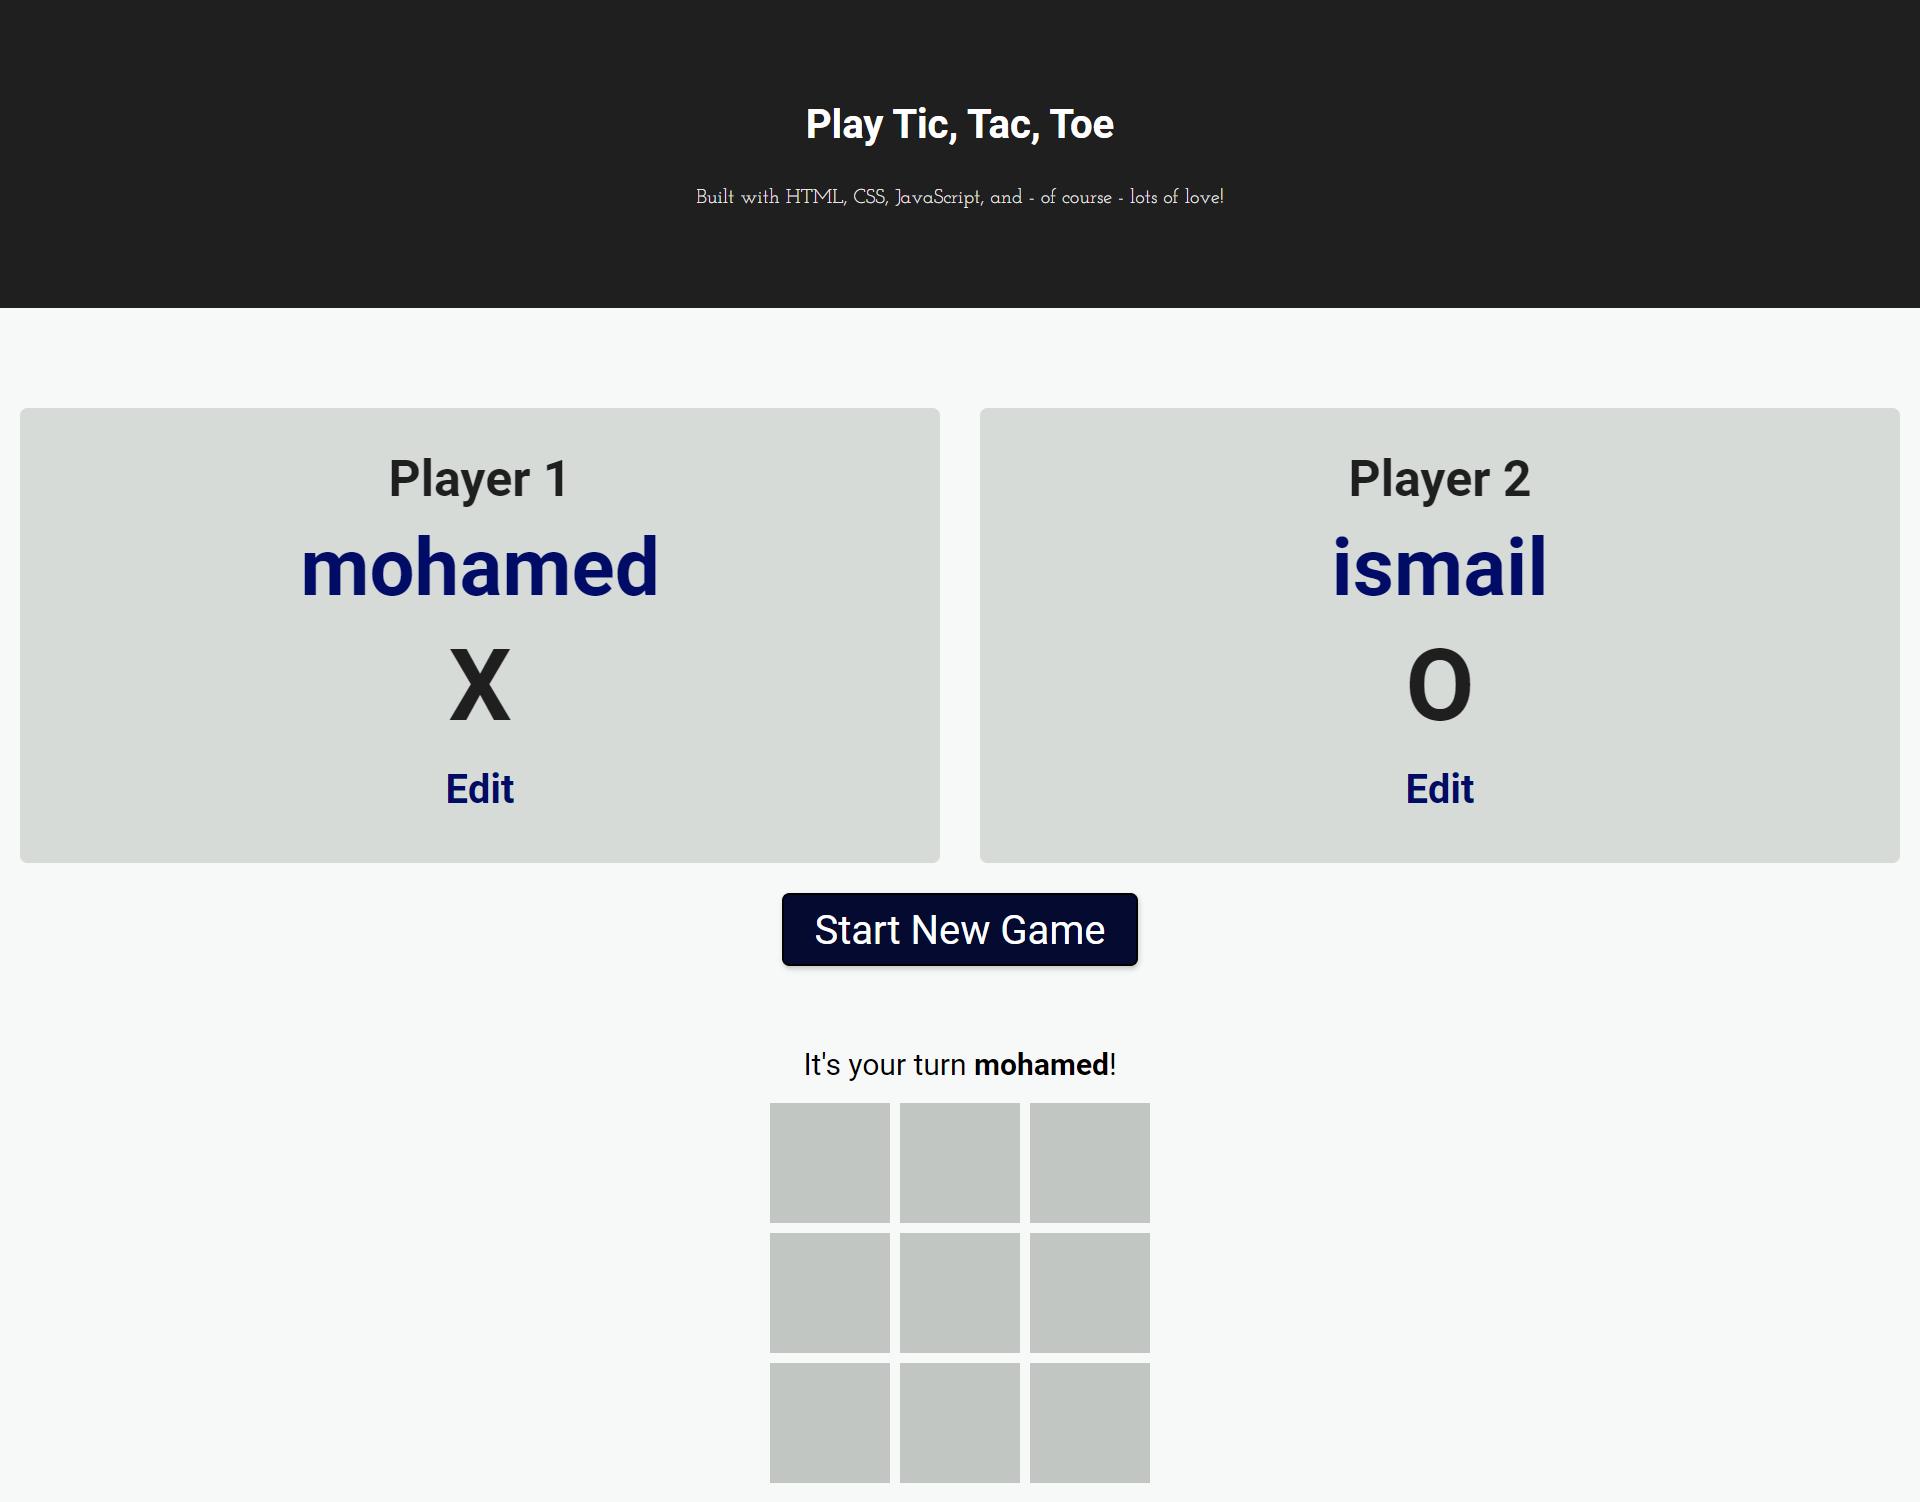 Play Tic, Tac, Toe
Built with HTML, CSS, JavaScript, and - of course - lots of love!
Player 1
mohamed
X
Edit
Player 2
ismail
O
Edit
Start New Game
It's your turn mohamed!